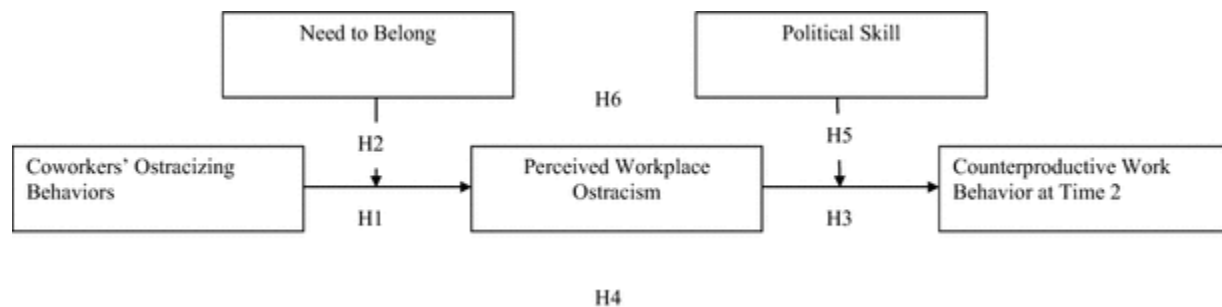 Need to Belong
Political Skill
H6
H2
H5
Coworkers’ Ostracizing
Behaviors
Perceived Workplace
Ostracism
Counterproductive Work
Behavior at Time 2
H1
H3
H4